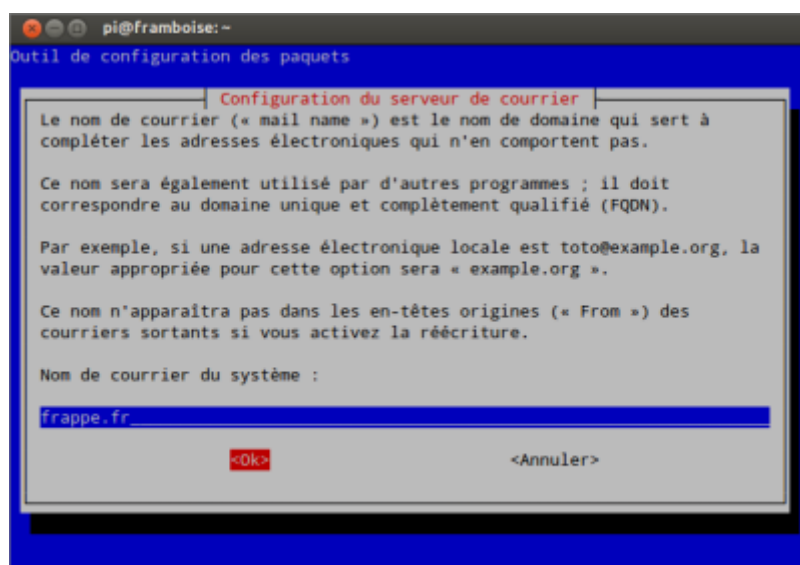 pi@framboise: ~
Outil de configuration des paquets
Configuration du serveur de courrier
Le nom de courrier (« mail name ») est le nom de domaine qui sert à
compléter les adresses électroniques qui n'en comportent pas.
Ce nom sera également utilisé par d'autres programmes ; il doit
correspondre au domaine unique et complètement qualifié (FQDN).
Par exemple, si une adresse électronique locale est toto@example.org, la
valeur appropriée pour cette option sera « example.org ».
Ce nom n'apparaîtra pas dans les en-têtes origines (« From ») des
courriers sortants si vous activez la réécriture.
Nom de courrier du système :
frappe.fr
<Ok> <Annuler>